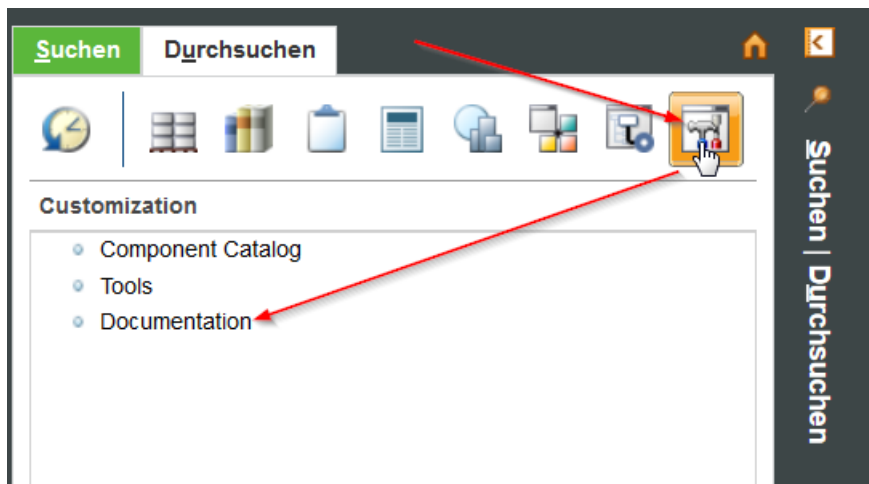 Suchen Durchsuchen
Customization
Component Catalog
Tools
Documentation
Suchen | Durchsuchen